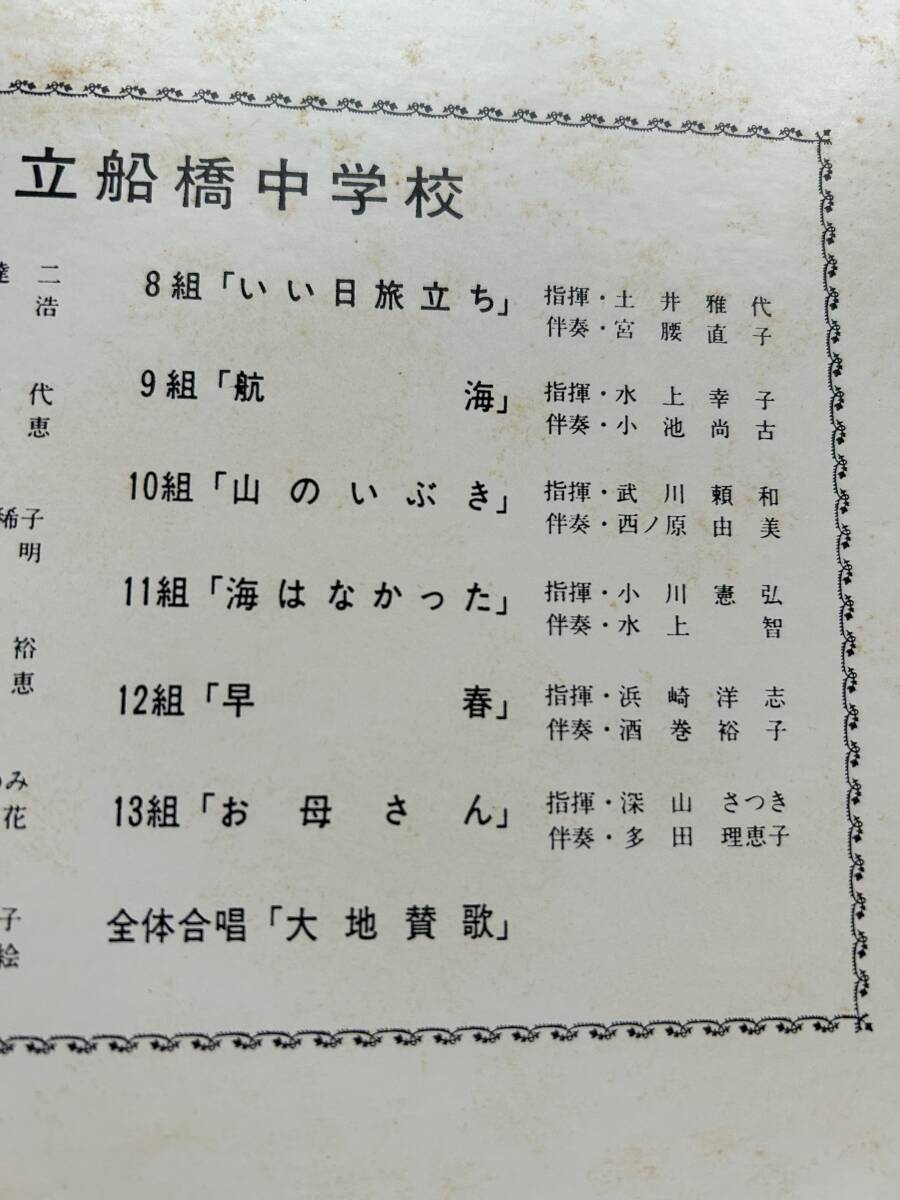 立船橋中学校
二
浩
代
恵
稀子
明
裕
恵
み
花
子
絵
8組「いい日旅立ち」 指揮・土井雅代
伴奏・宮腰直子
9組「航海」 指揮・水上幸子
伴奏・小池尚古
10組「山のいぶき」 指揮・武川頼和
伴奏・西ノ原由美
11組「海はなかった」 指揮・小川憲弘
伴奏・水上智
12組「早春」 指揮・浜崎洋志
伴奏・酒巻裕子
13組「お母さん」 指揮・深山さつき
伴奏・多田理恵子
全体合唱「大地賛歌」